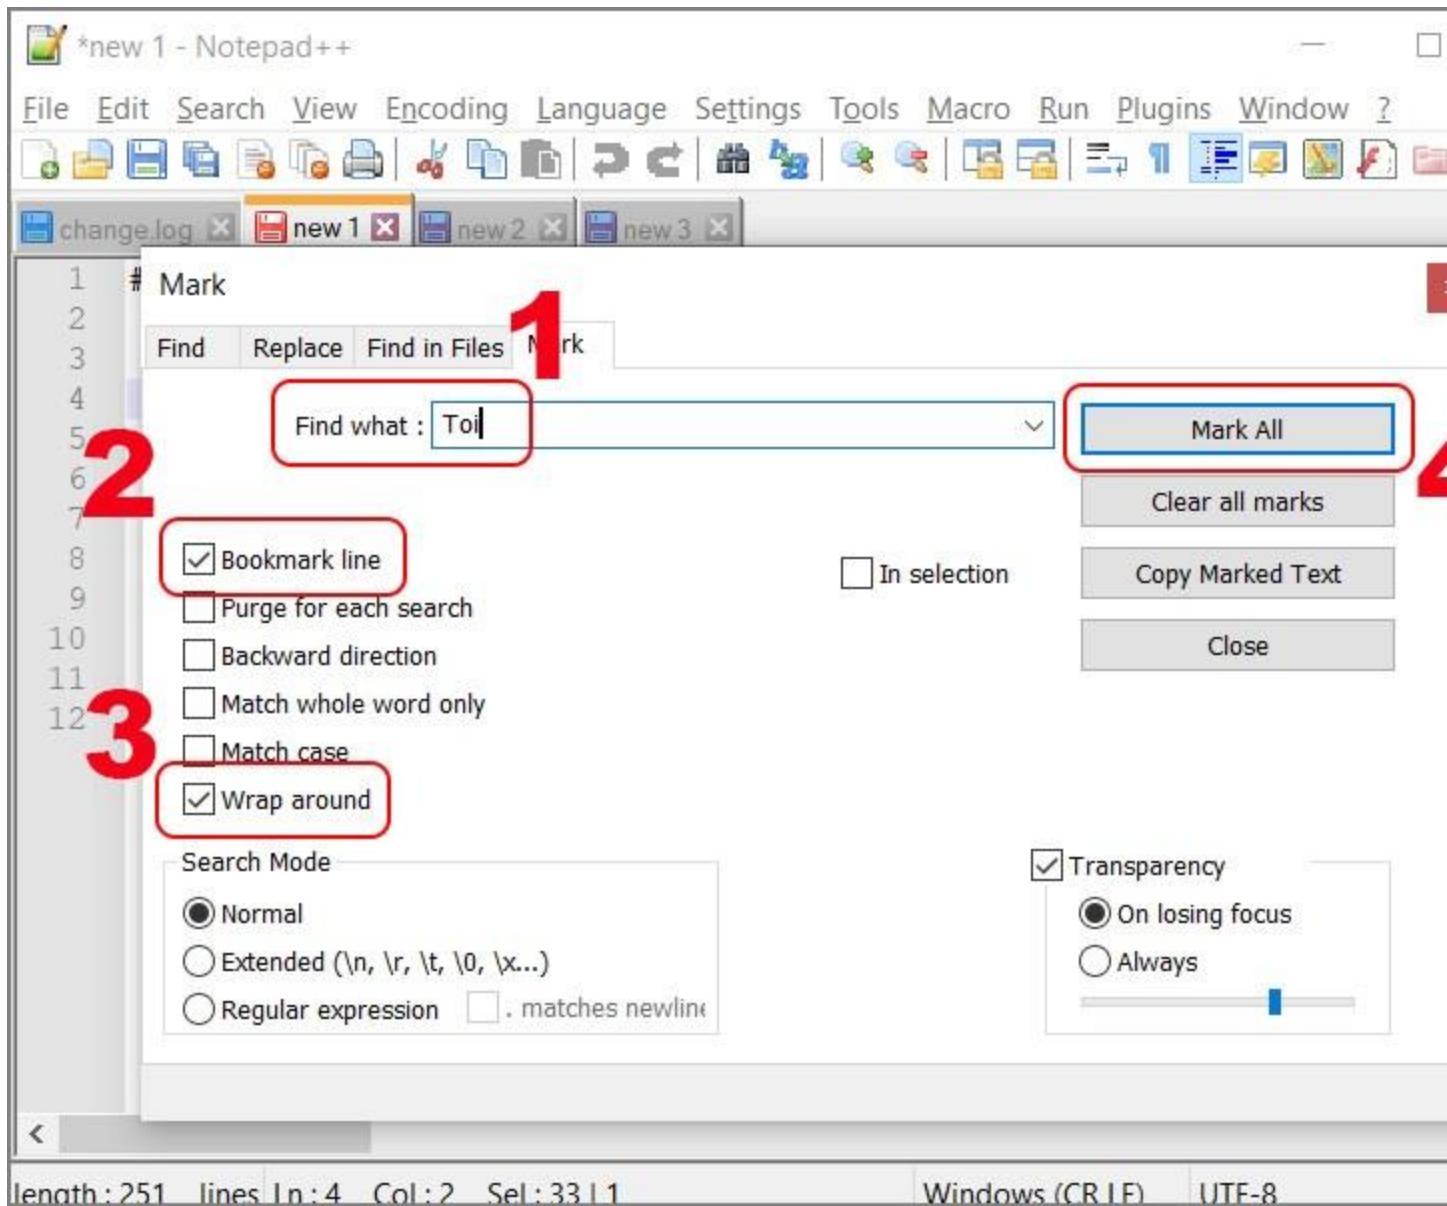 *new 1 - Notepad++
File Edit Search View Encoding Language Settings Tools Macro Run Plugins Window ?
change.log new 1 new 2 new 3
1 #
Mark
2
3
Find Replace Find in Files Mark
1
4
Find what : Toi
Mark All
5
2
4
6
7
Clear all marks
8
Bookmark line
In selection
Copy Marked Text
9
Purge for each search
10
Backward direction
Close
11
Match whole word only
12
3
Match case
Wrap around
Search Mode
Transparency
Normal
On losing focus
Extended (\n, \r, \t, \0, \x...)
Always
Regular expression . matches newline
length : 251 lines Ln : 4 Col : 2 Sel : 33 | 1 Windows (CR LF) UTF-8